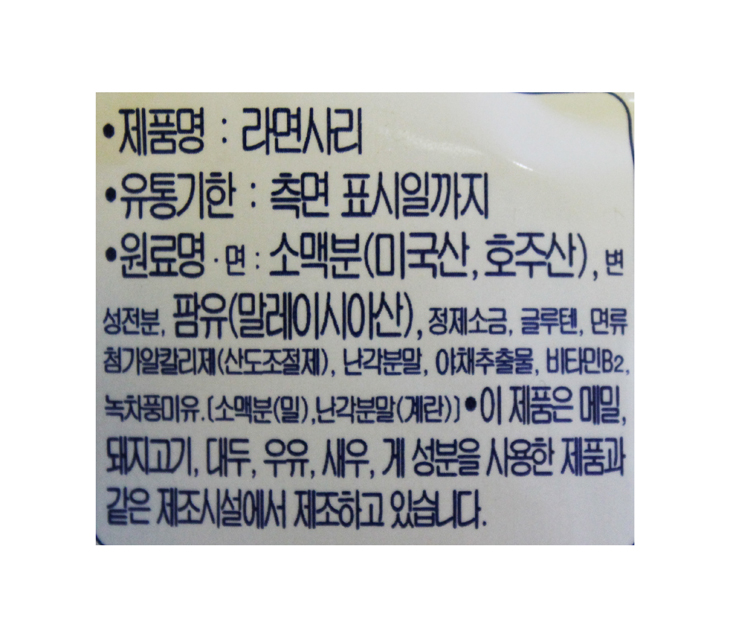 •제품명 : 라면사리
•유통기한 : 측면 표시일까지
•원료명·면 : 소맥분(미국산, 호주산), 변
성전분, 팜유(말레이시아산), 정제소금, 글루텐, 면류
첨가알칼리제(산도조절제), 난각분말, 야채추출물, 비타민B2,
녹차풍미유.[소맥분(밀),난각분말(계란)]•이 제품은 메밀,
돼지고기, 대두, 우유, 새우, 게 성분을 사용한 제품과
같은 제조시설에서 제조하고 있습니다.